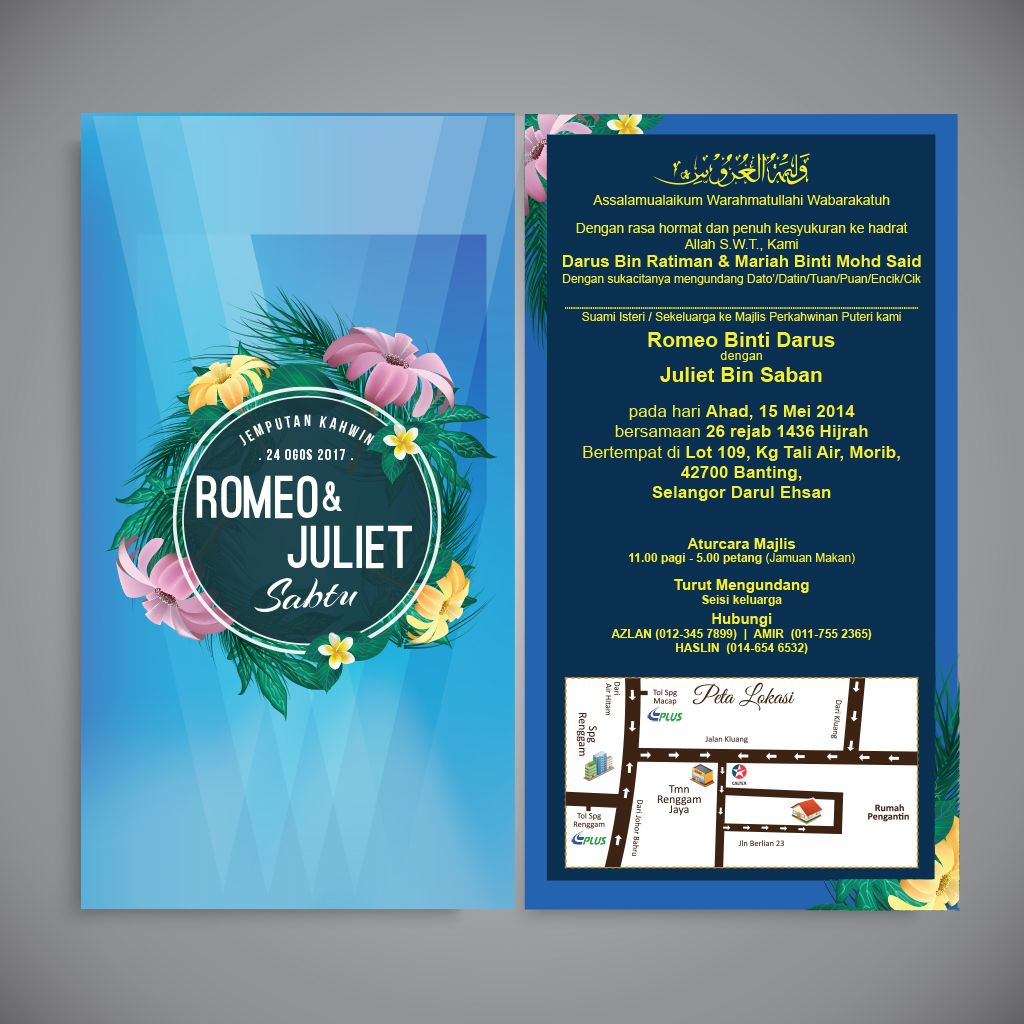 JEMPUTAN KAHWIN
. 24 OGOS 2017 .
ROMEO &
JULIET
Sabtu
وليمة العروس
Assalamualaikum Warahmatullahi Wabarakatuh
Dengan rasa hormat dan penuh kesyukuran ke hadrat
Allah S.W.T., Kami
Darus Bin Ratiman & Mariah Binti Mohd Said
Dengan sukacitanya mengundang Dato'/Datin/Tuan/Puan/Encik/Cik
Suami Isteri / Sekeluarga ke Majlis Perkahwinan Puteri kami
Romeo Binti Darus
dengan
Juliet Bin Saban
pada hari Ahad, 15 Mei 2014
bersamaan 26 rejab 1436 Hijrah
Bertempat di Lot 109, Kg Tali Air, Morib,
42700 Banting,
Selangor Darul Ehsan
Aturcara Majlis
11.00 pagi - 5.00 petang (Jamuan Makan)
Turut Mengundang
Seisi keluarga
Hubungi
AZLAN (012-345 7899) | AMIR (011-755 2365)
HASLIN (014-654 6532)
Peta Lokasi
Dari
Air Hitam
Tol Spg
Macap
PLUS
Dari Kluang
Spg
Renggam
Jalan Kluang
CALTEX
Tmn
Renggam
Jaya
Rumah
Pengantin
Tol Spg
Renggam
PLUS
Dari Johor
Bahru
Jln Berlian 23